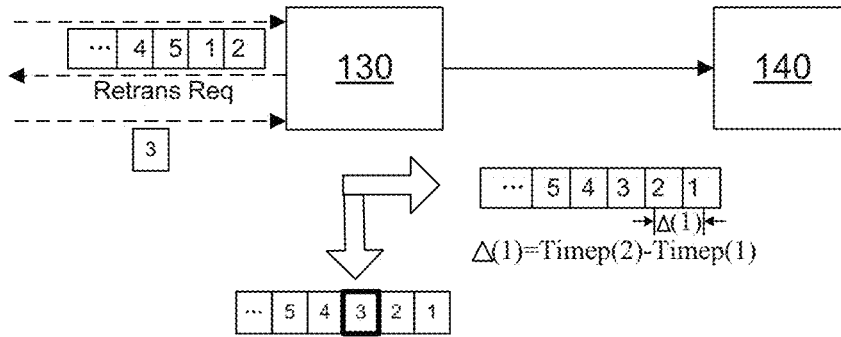 ... 4 5 1 2
130
140
Retrans Req
3
... 5 4 3 2 1
Δ(1)
Δ(1)=Timep(2)-Timep(1)
... 5 4 3 2 1